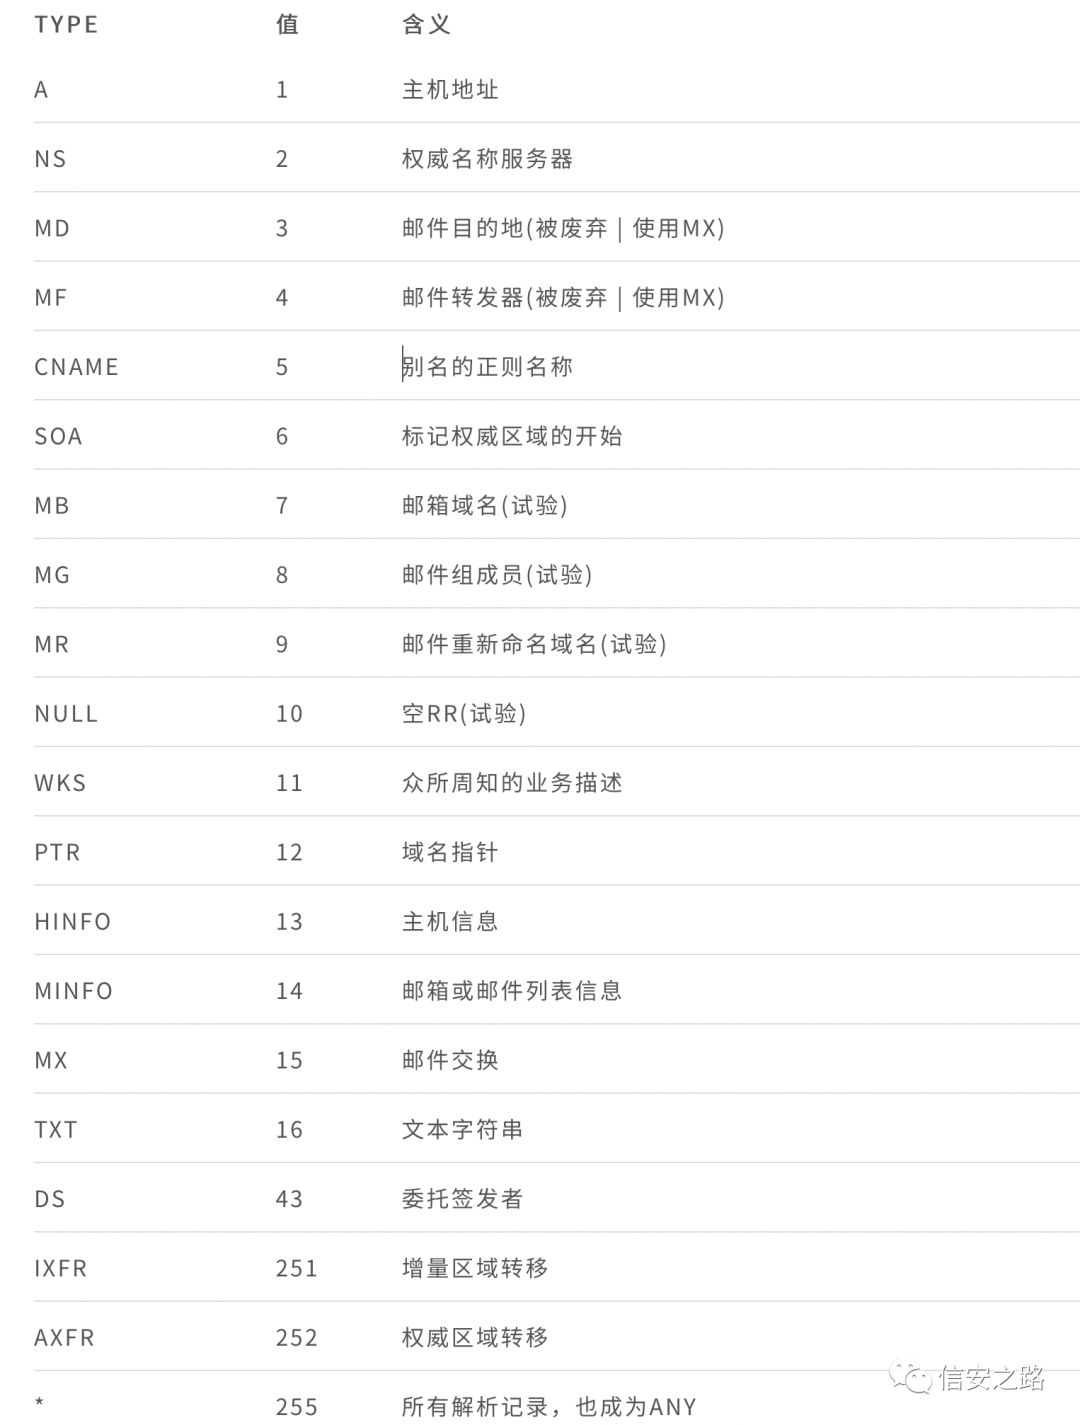 TYPE 值 含义
A 1 主机地址
NS 2 权威名称服务器
MD 3 邮件目的地(被废弃 | 使用MX)
MF 4 邮件转发器(被废弃 | 使用MX)
CNAME 5 别名的正则名称
SOA 6 标记权威区域的开始
MB 7 邮箱域名(试验)
MG 8 邮件组成员(试验)
MR 9 邮件重新命名域名(试验)
NULL 10 空RR(试验)
WKS 11 众所周知的业务描述
PTR 12 域名指针
HINFO 13 主机信息
MINFO 14 邮箱或邮件列表信息
MX 15 邮件交换
TXT 16 文本字符串
DS 43 委托签发者
IXFR 251 增量区域转移
AXFR 252 权威区域转移
信安之路
* 255 所有解析记录，也成为ANY